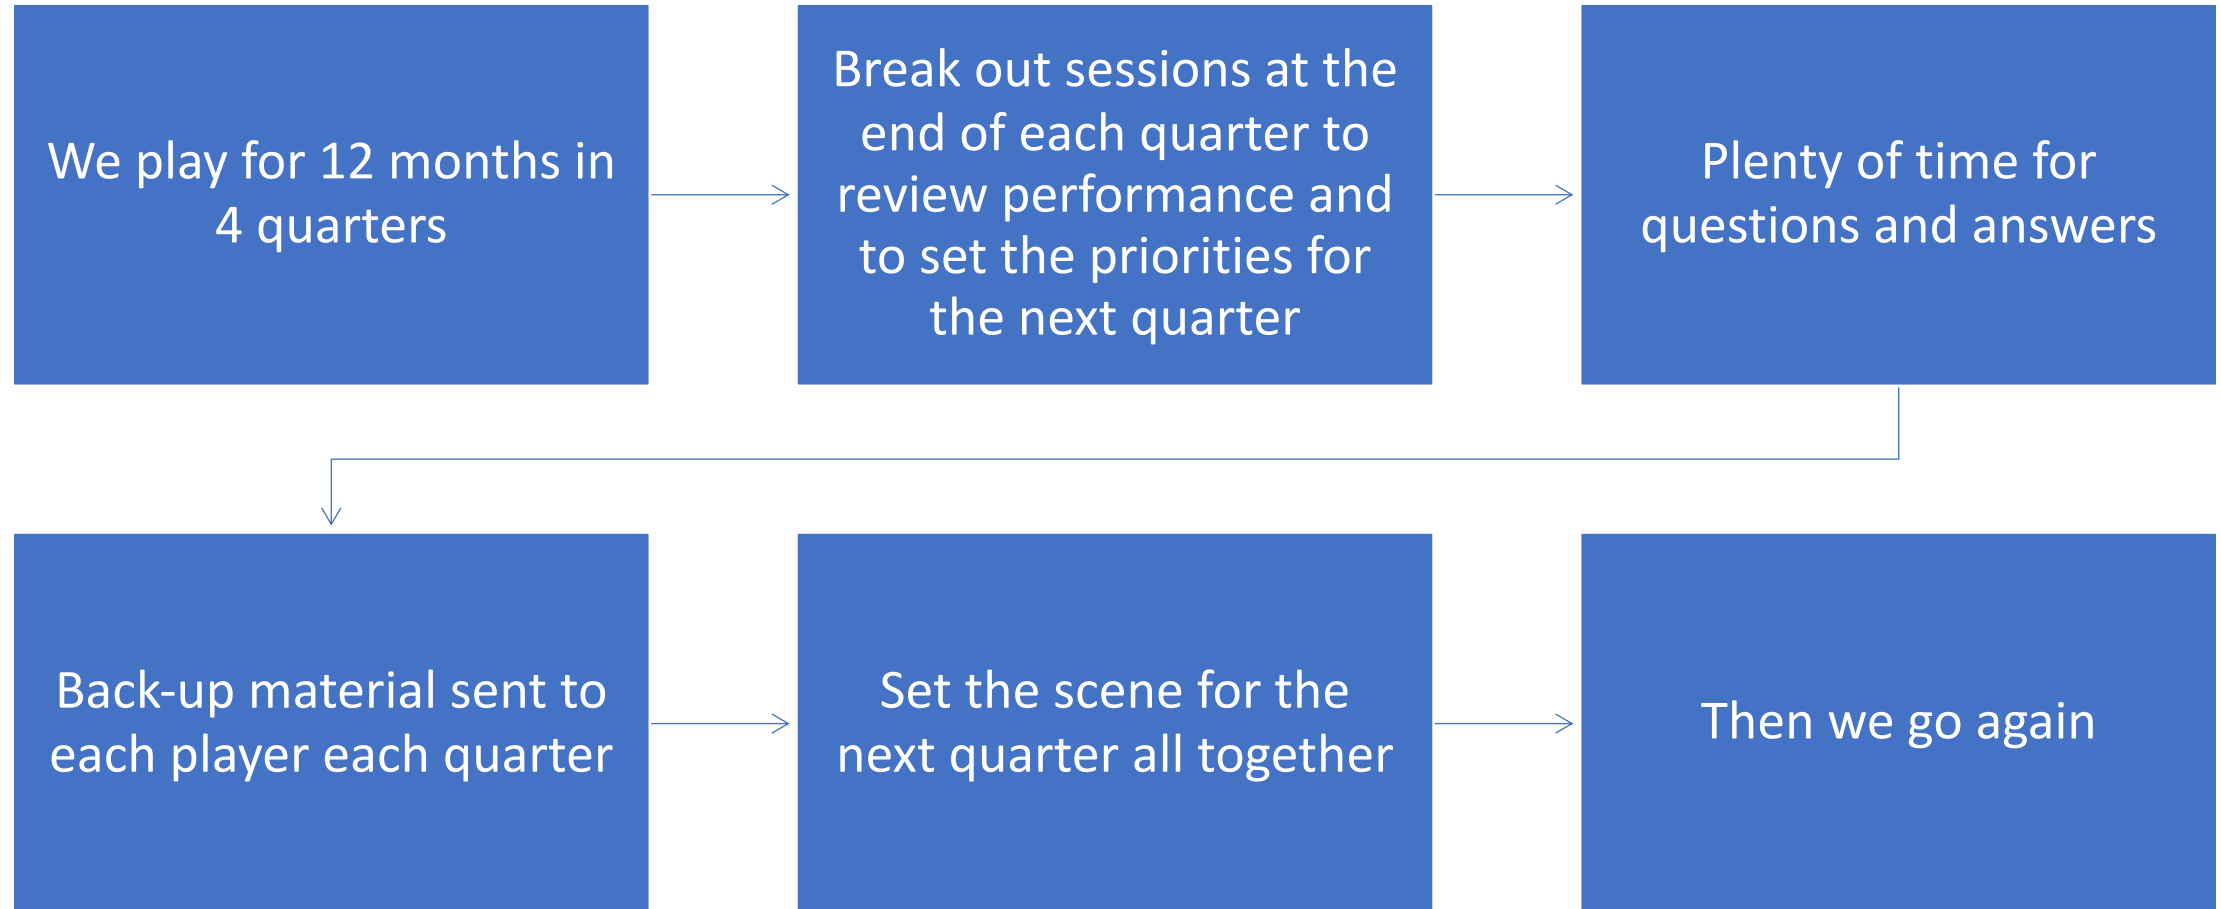 We play for 12 months in
4 quarters
Break out sessions at the
end of each quarter to
review performance and
to set the priorities for
the next quarter
Plenty of time for
questions and answers
Back-up material sent to
each player each quarter
Set the scene for the
next quarter all together
Then we go again